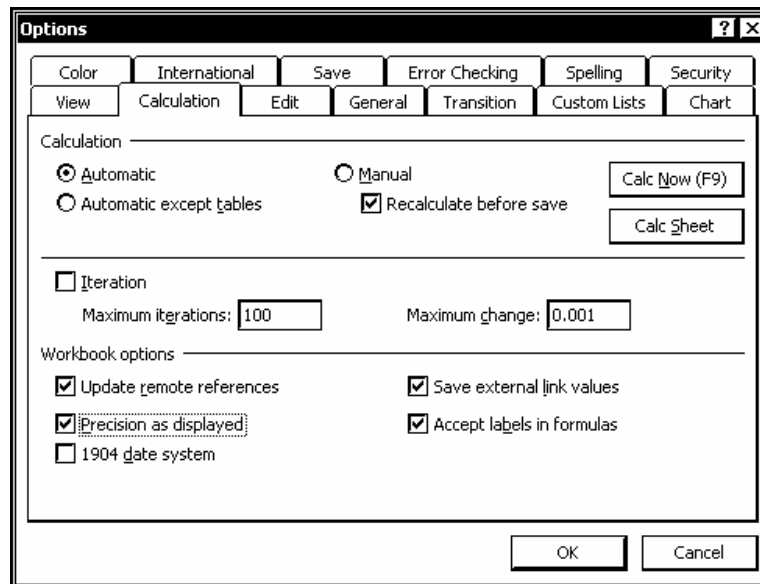 Options
Color International Save Error Checking Spelling Security
View Calculation Edit General Transition Custom Lists Chart
Calculation
Automatic Manual Calc Now (F9)
Automatic except tables Recalculate before save
Calc Sheet
Iteration
Maximum iterations: 100 Maximum change: 0.001
Workbook options
Update remote references Save external link values
Precision as displayed Accept labels in formulas
1904 date system
OK Cancel